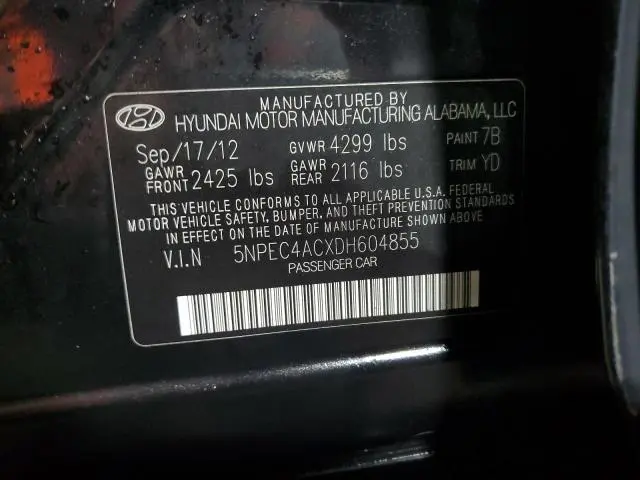 MANUFACTURED BY
HYUNDAI MOTOR MANUFACTURING ALABAMA, LLC
Sep/17/12 GVWR 4299 lbs PAINT 7B
GAWR FRONT 2425 lbs GAWR REAR 2116 lbs TRIM YD
THIS VEHICLE CONFORMS TO ALL APPLICABLE U.S.A. FEDERAL
MOTOR VEHICLE SAFETY, BUMPER, AND THEFT PREVENTION STANDARDS
IN EFFECT ON THE DATE OF MANUFACTURE SHOWN ABOVE.
V.I.N 5NPEC4ACXDH604855
PASSENGER CAR